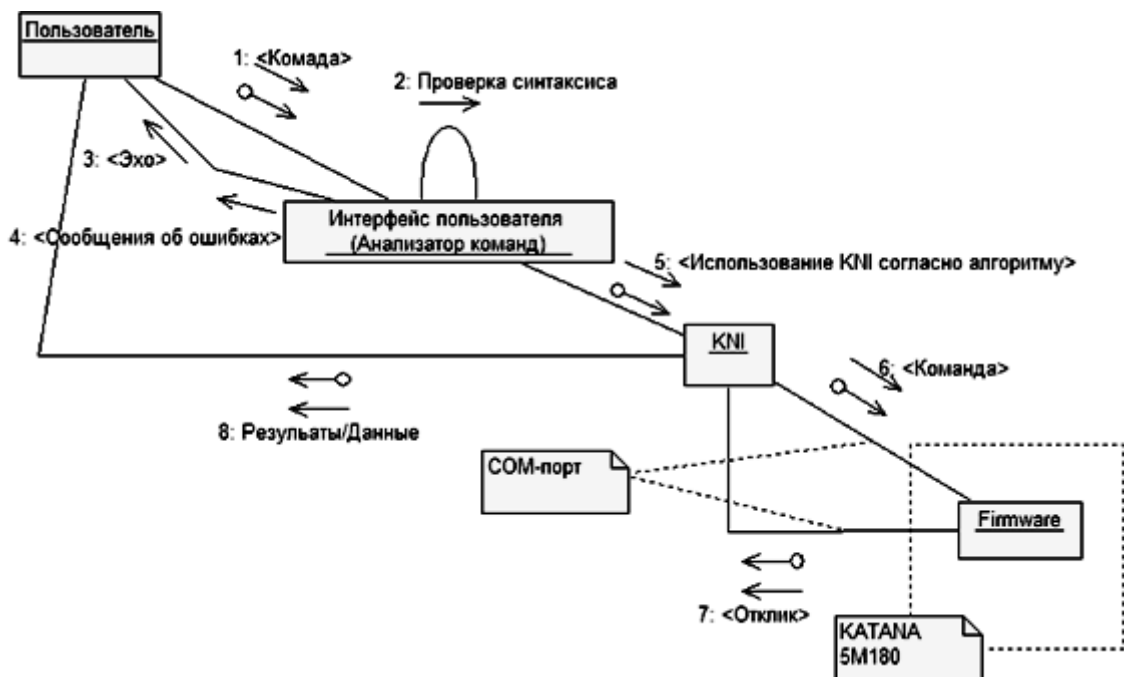 Пользователь
1: <Комада>
2: Проверка синтаксиса
3: <Эхо>
4: <Сообщения об ошибках>
Интерфейс пользователя
(Анализатор команд)
5: <Использование KNI согласно алгоритму>
KNI
6: <Команда>
8: Резульаты/Данные
COM-порт
Firmware
7: <Отклик>
KATANA
5M180